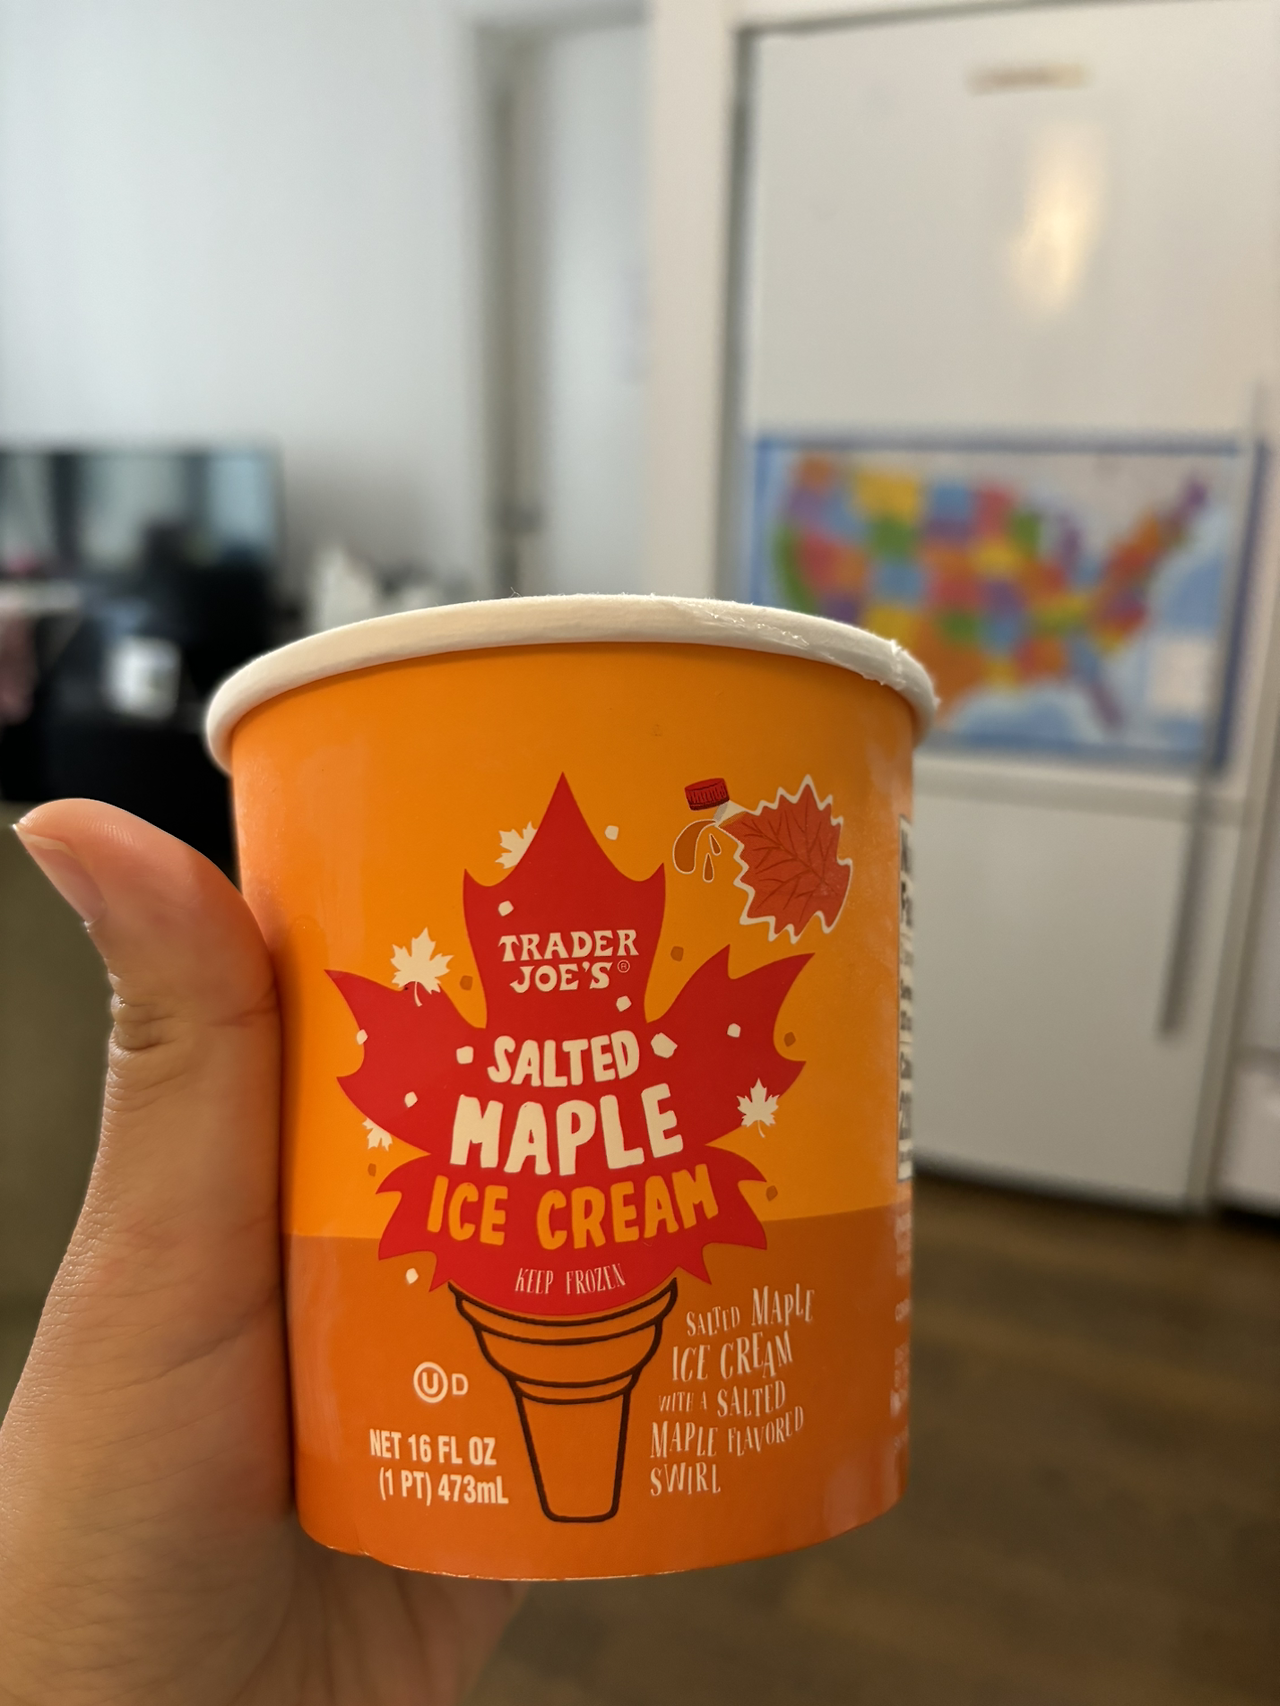 TRADER
JOE'S®
SALTED
MAPLE
ICE CREAM
KEEP FROZEN
SALTED MAPLE
ICE CREAM
WITH A SALTED
MAPLE FLAVORED
SWIRL
U D
NET 16 FL OZ
(1 PT) 473mL